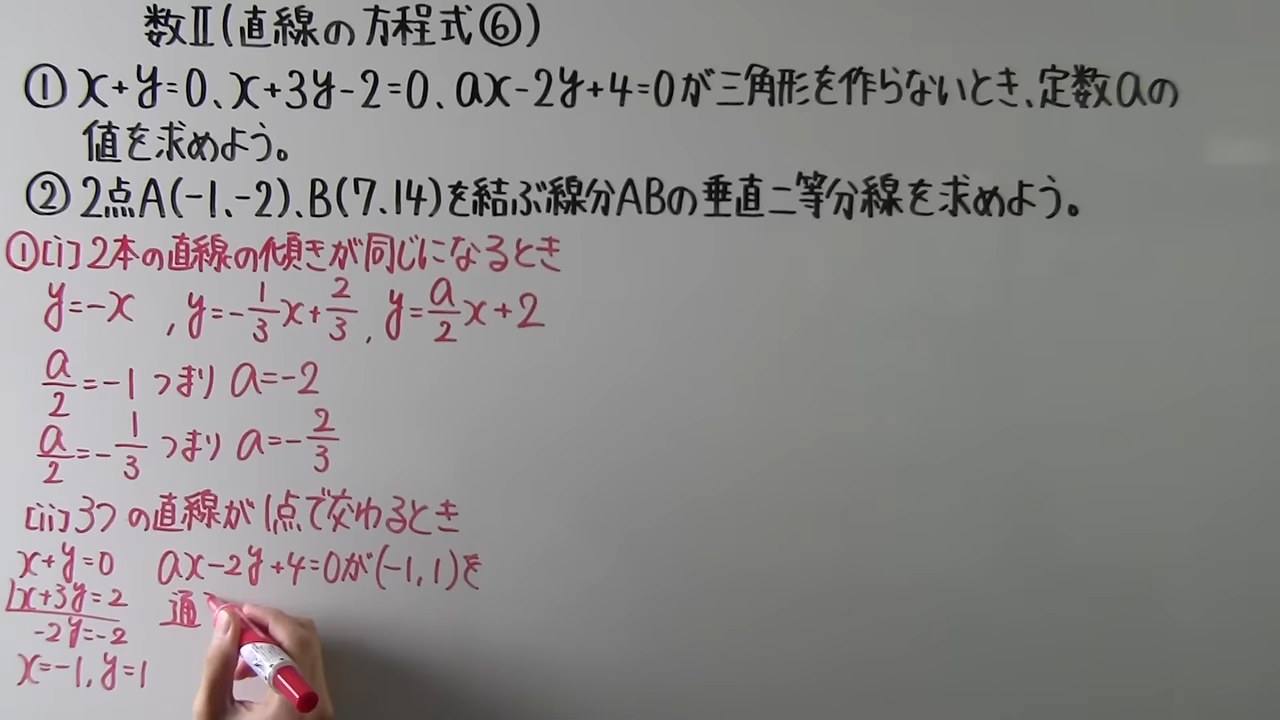 数Ⅱ(直線の方程式⑥)
① x+y=0、x+3y-2=0、ax-2y+4=0が三角形を作らないとき、定数aの
値を求めよう。
② 2点A(-1、-2)、B(7、14)を結ぶ線分ABの垂直二等分線を求めよう。
①[i] 2本の直線の傾きが同じになるとき
y=-x , y=-1/3x+2/3 , y=a/2x+2
a/2=-1 つまり a=-2
a/2=-1/3 つまり a=-2/3
[ii] 3つの直線が1点で交わるとき
x+y=0
-)x+3y=2
-2y=-2
x=-1, y=1
ax-2y+4=0が(-1,1)を
通